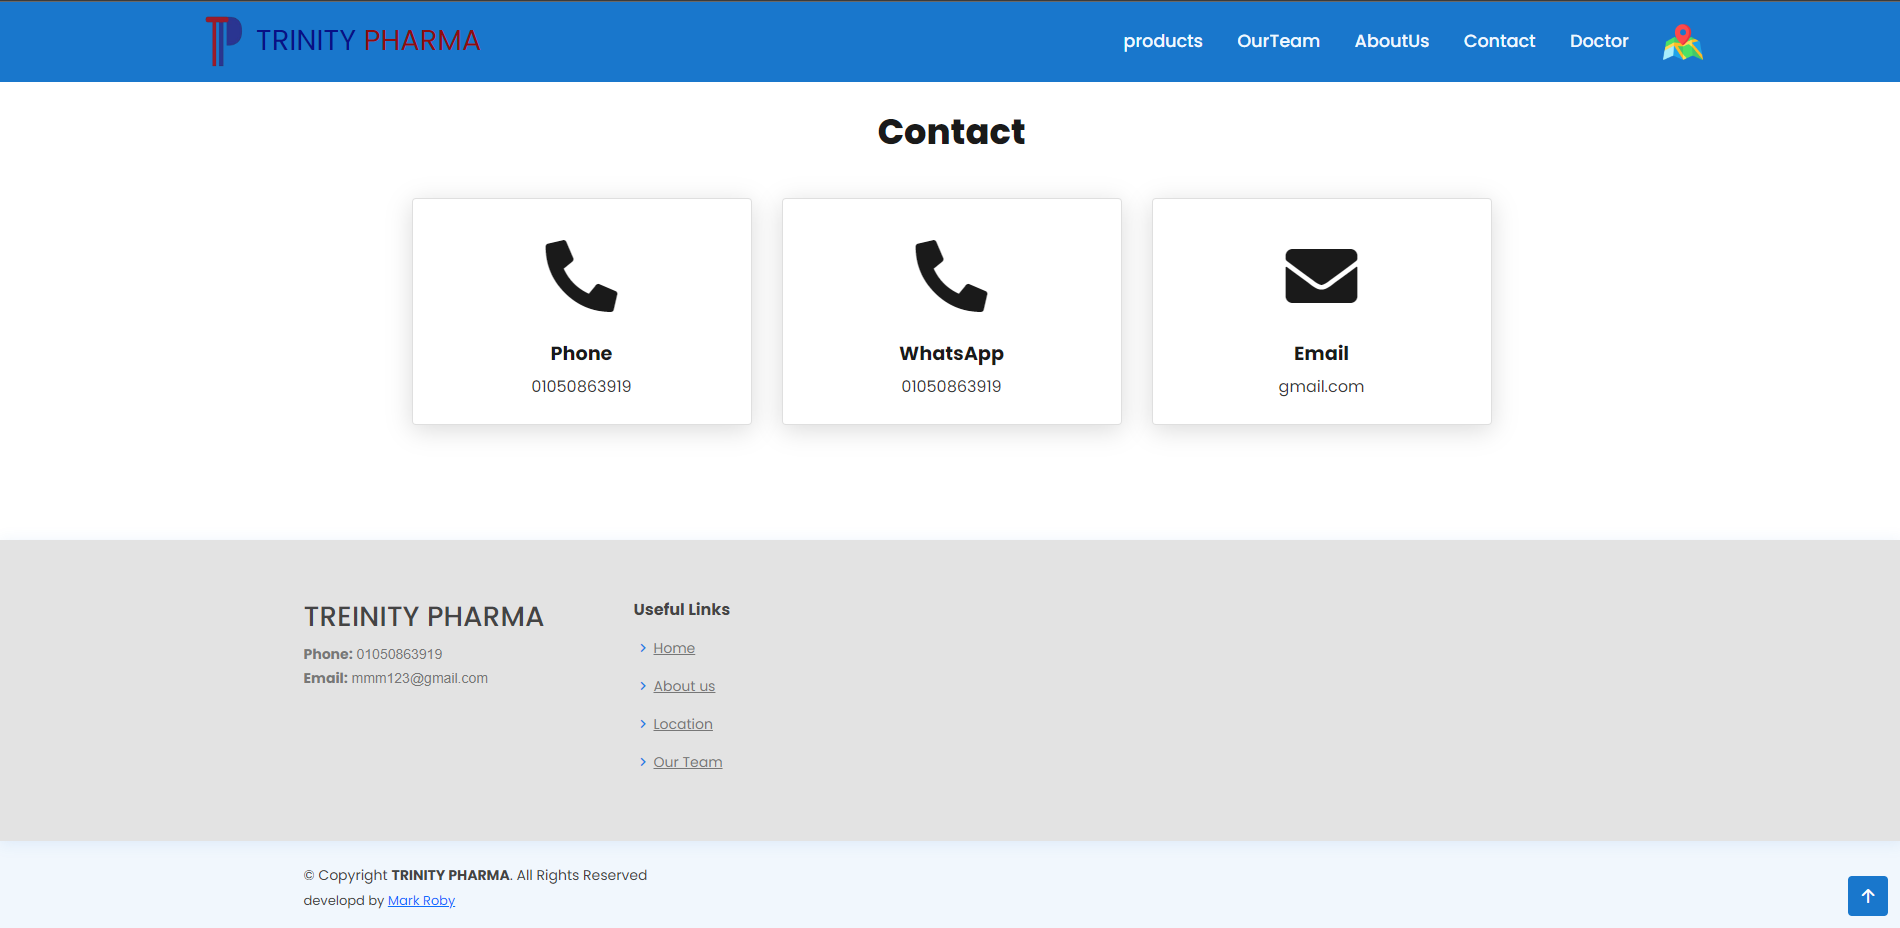 TRINITY PHARMA
products OurTeam AboutUs Contact Doctor
Contact
Phone
01050863919
WhatsApp
01050863919
Email
gmail.com
TREINITY PHARMA
Phone: 01050863919
Email: mmm123@gmail.com
Useful Links
Home
About us
Location
Our Team
© Copyright TRINITY PHARMA. All Rights Reserved
developd by Mark Roby